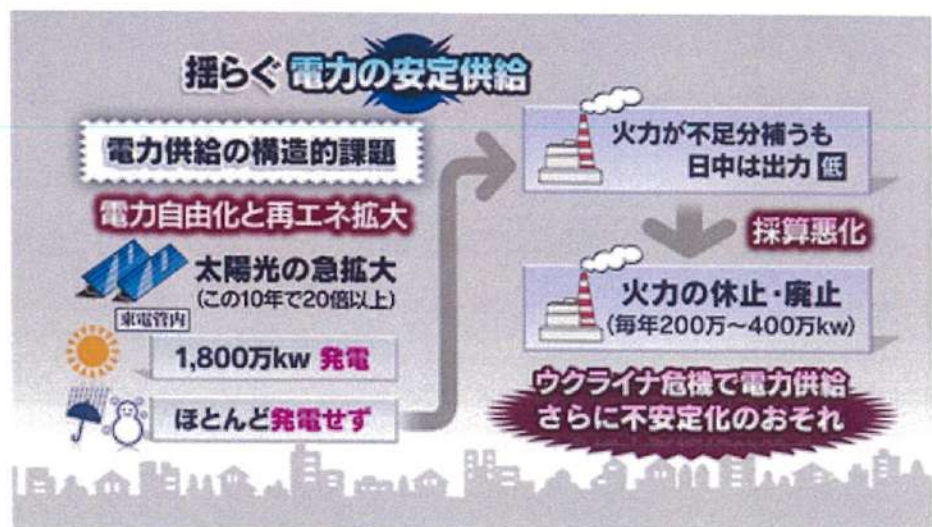 揺らぐ電力の安定供給
電力供給の構造的課題
電力自由化と再エネ拡大
太陽光の急拡大
(この10年で20倍以上)
東電管内
1,800万kw 発電
ほとんど発電せず
火力が不足分補うも
日中は出力 低
採算悪化
火力の休止・廃止
(毎年200万〜400万kw)
ウクライナ危機で電力供給
さらに不安定化のおそれ